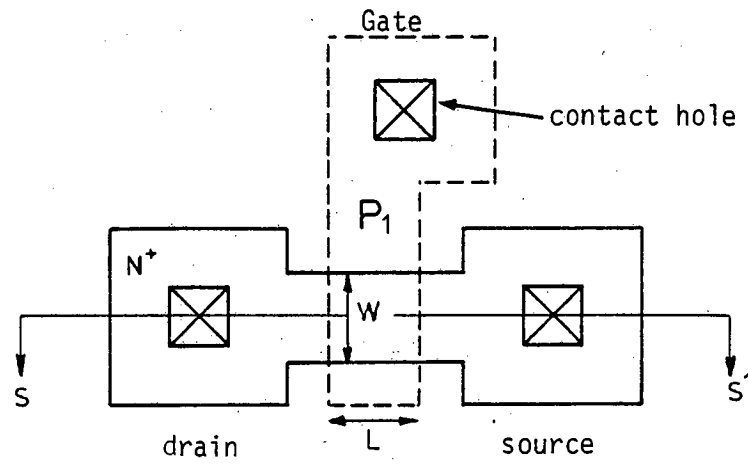 Gate
contact hole
P₁
N⁺
W
S
S´
drain
L
source